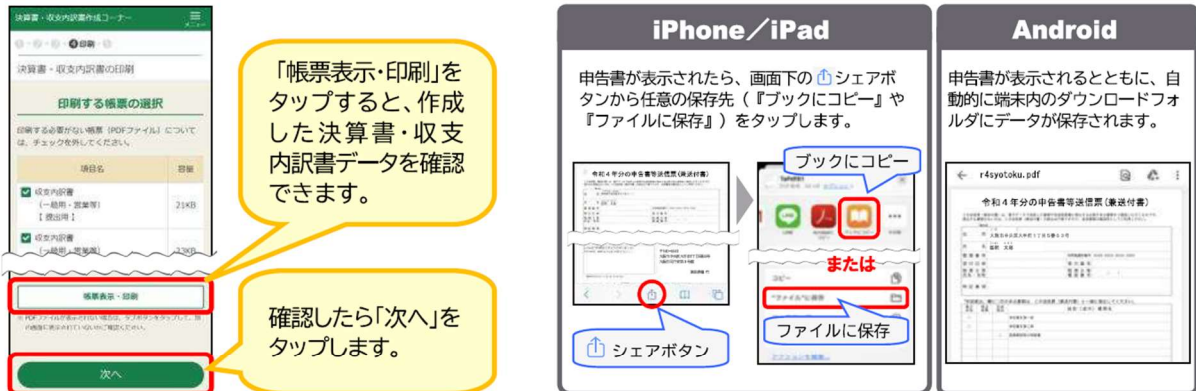 決算書・収支内訳書作成コーナー
メニュー
④印刷
決算書・収支内訳書の印刷
印刷する帳票の選択
印刷する必要がない帳票（PDFファイル）について
は、チェックを外してください。
項目名
容量
収支内訳書
（一般用・営業等）
【 提出用 】
21KB
収支内訳書
（一般用・営業等）
23KB
帳票表示・印刷
次へ
「帳票表示・印刷」を
タップすると、作成
した決算書・収支
内訳書データを確認
できます。
確認したら「次へ」を
タップします。
iPhone／iPad
申告書が表示されたら、画面下の
シェアボ
タンから任意の保存先（『ブックにコピー』や
『ファイルに保存』）をタップします。
令和４年分の申告書等送信票(兼送付書)
シェアボタン
ブックにコピー
LINE
コピー
または
"ファイル"に保存
ファイルに保存
Android
申告書が表示されるとともに、自
動的に端末内のダウンロードフォ
ルダにデータが保存されます。
r4syotoku.pdf
令和４年分の申告書等送信票(兼送付書)